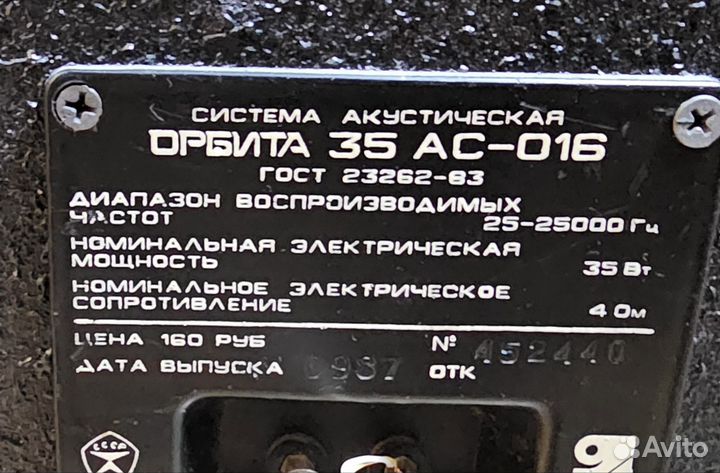 СИСТЕМА АКУСТИЧЕСКАЯ
ОРБИТА 35 АС-016
ГОСТ 23262-83
ДИАПАЗОН ВОСПРОИЗВОДИМЫХ
ЧАСТОТ 25-25000 Гц
НОМИНАЛЬНАЯ ЭЛЕКТРИЧЕСКАЯ
МОЩНОСТЬ 35 Вт
НОМИНАЛЬНОЕ ЭЛЕКТРИЧЕСКОЕ
СОПРОТИВЛЕНИЕ 4 Ом
ЦЕНА 160 РУБ №
ДАТА ВЫПУСКА 0987 ОТК
СССР
Avito